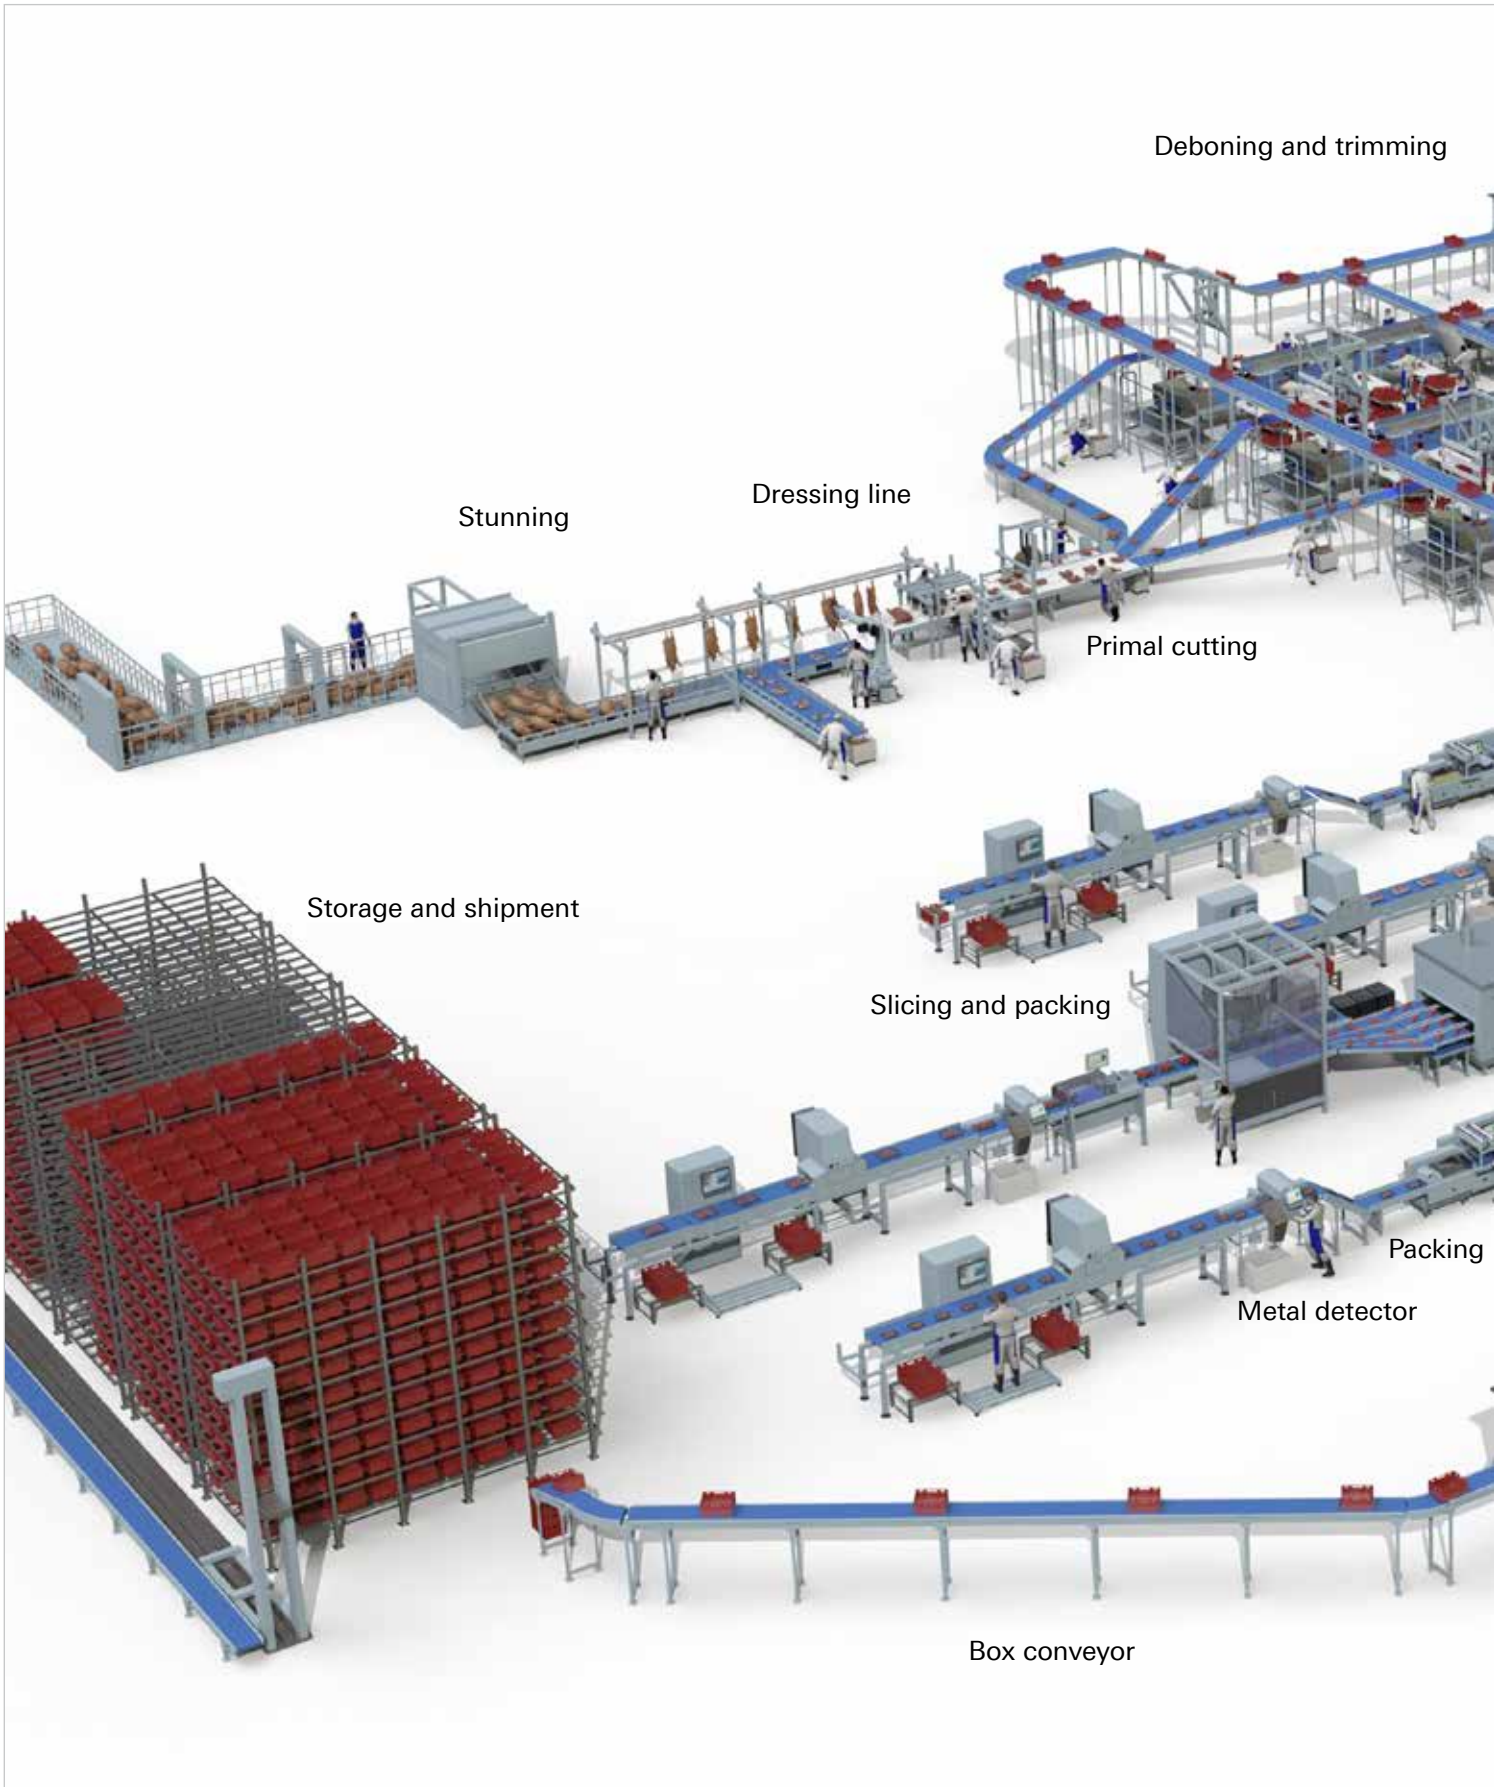 Deboning and trimming
Dressing line
Stunning
Primal cutting
Storage and shipment
Slicing and packing
Packing
Metal detector
Box conveyor